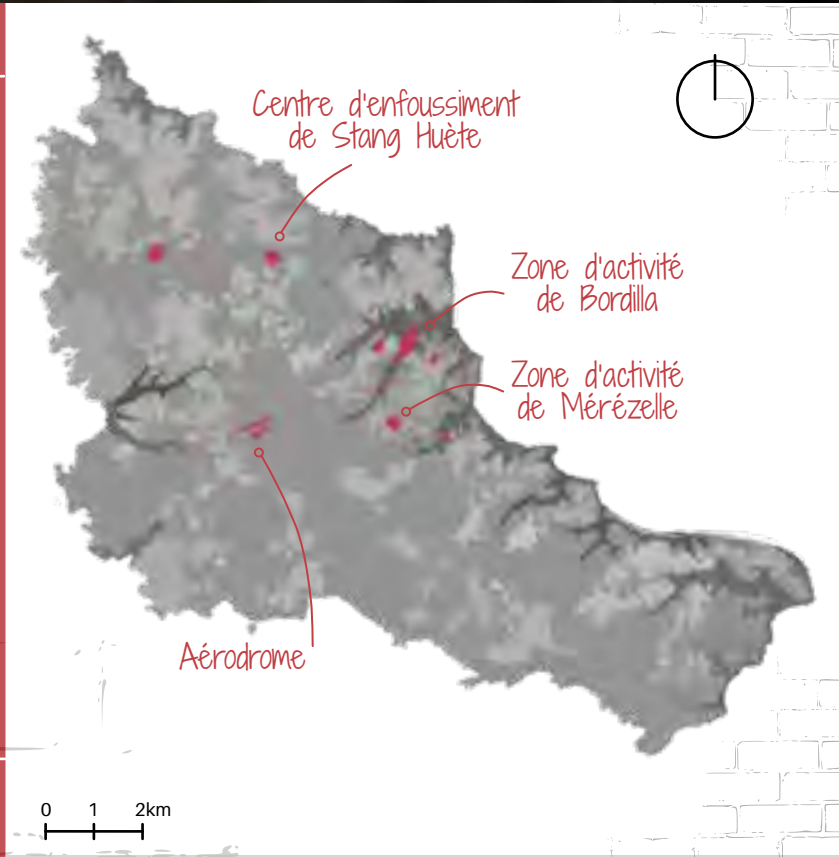 Centre d'enfoussiment
de Stang Huète
Zone d'activité
de Bordilla
Zone d'activité
de Mérézelle
Aérodrome
0 1 2km